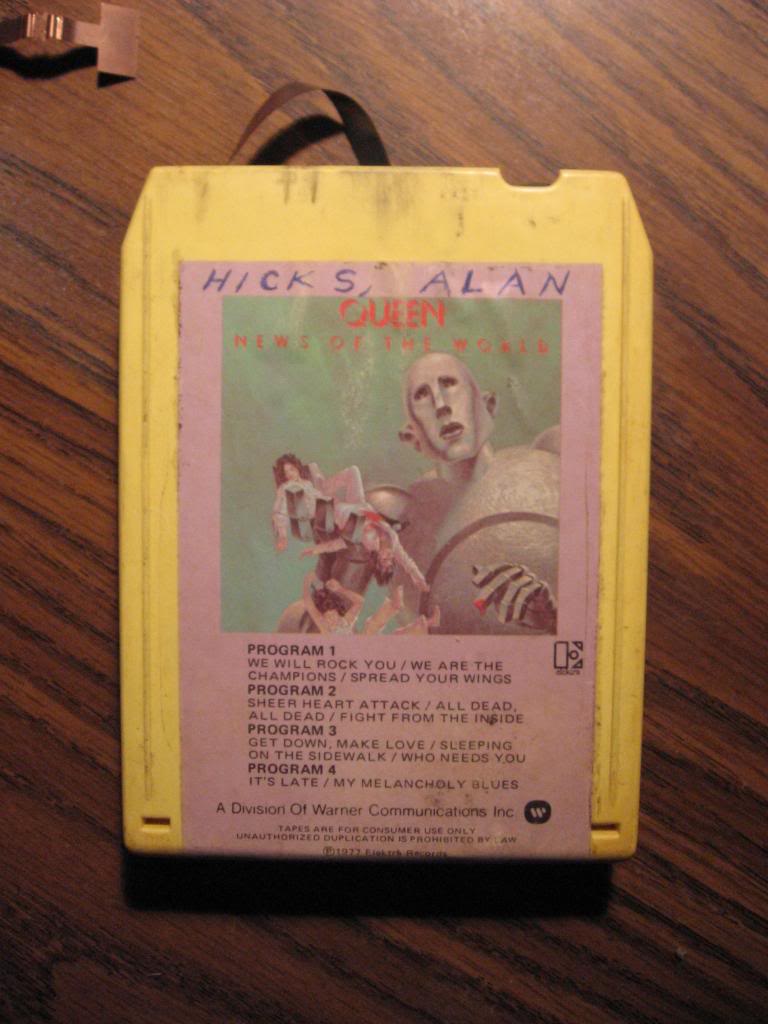 HICKS, ALAN
QUEEN
NEWS OF THE WORLD
PROGRAM 1
WE WILL ROCK YOU / WE ARE THE
CHAMPIONS / SPREAD YOUR WINGS
PROGRAM 2
SHEER HEART ATTACK / ALL DEAD,
ALL DEAD / FIGHT FROM THE INSIDE
PROGRAM 3
GET DOWN, MAKE LOVE / SLEEPING
ON THE SIDEWALK / WHO NEEDS YOU
PROGRAM 4
IT'S LATE / MY MELANCHOLY BLUES
A Division Of Warner Communications Inc
TAPES ARE FOR CONSUMER USE ONLY
UNAUTHORIZED DUPLICATION IS PROHIBITED BY LAW
℗1977 Elektra Records